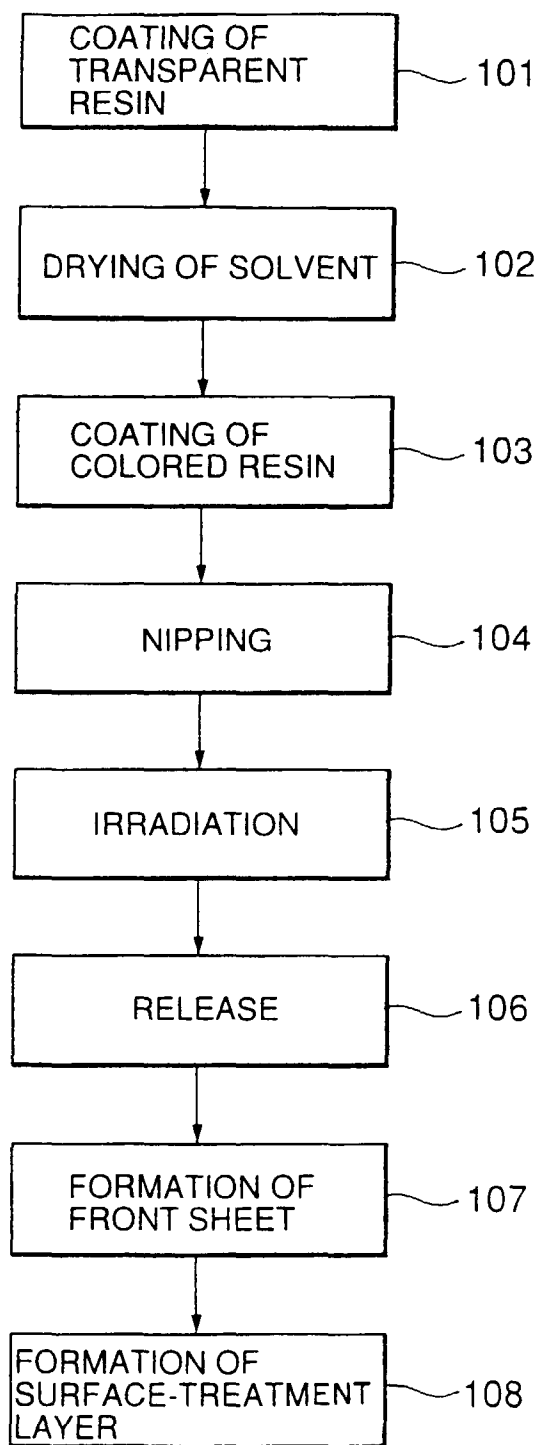 COATING OF
TRANSPARENT
RESIN
101
DRYING OF SOLVENT
102
COATING OF
COLORED RESIN
103
NIPPING
104
IRRADIATION
105
RELEASE
106
FORMATION OF
FRONT SHEET
107
FORMATION OF
SURFACE-TREATMENT
LAYER
108